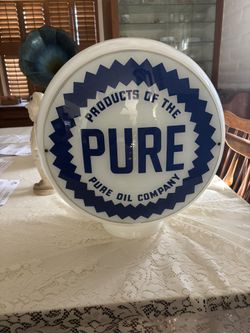 PRODUCTS OF THE
PURE
PURE OIL COMPANY